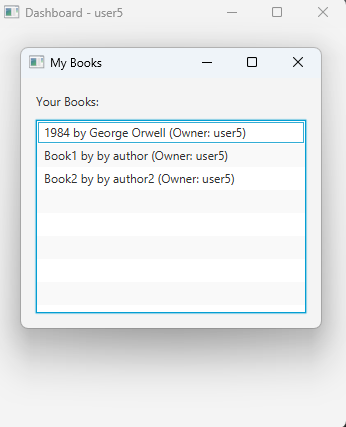 Dashboard - user5
My Books
Your Books:
1984 by George Orwell (Owner: user5)
Book1 by by author (Owner: user5)
Book2 by by author2 (Owner: user5)